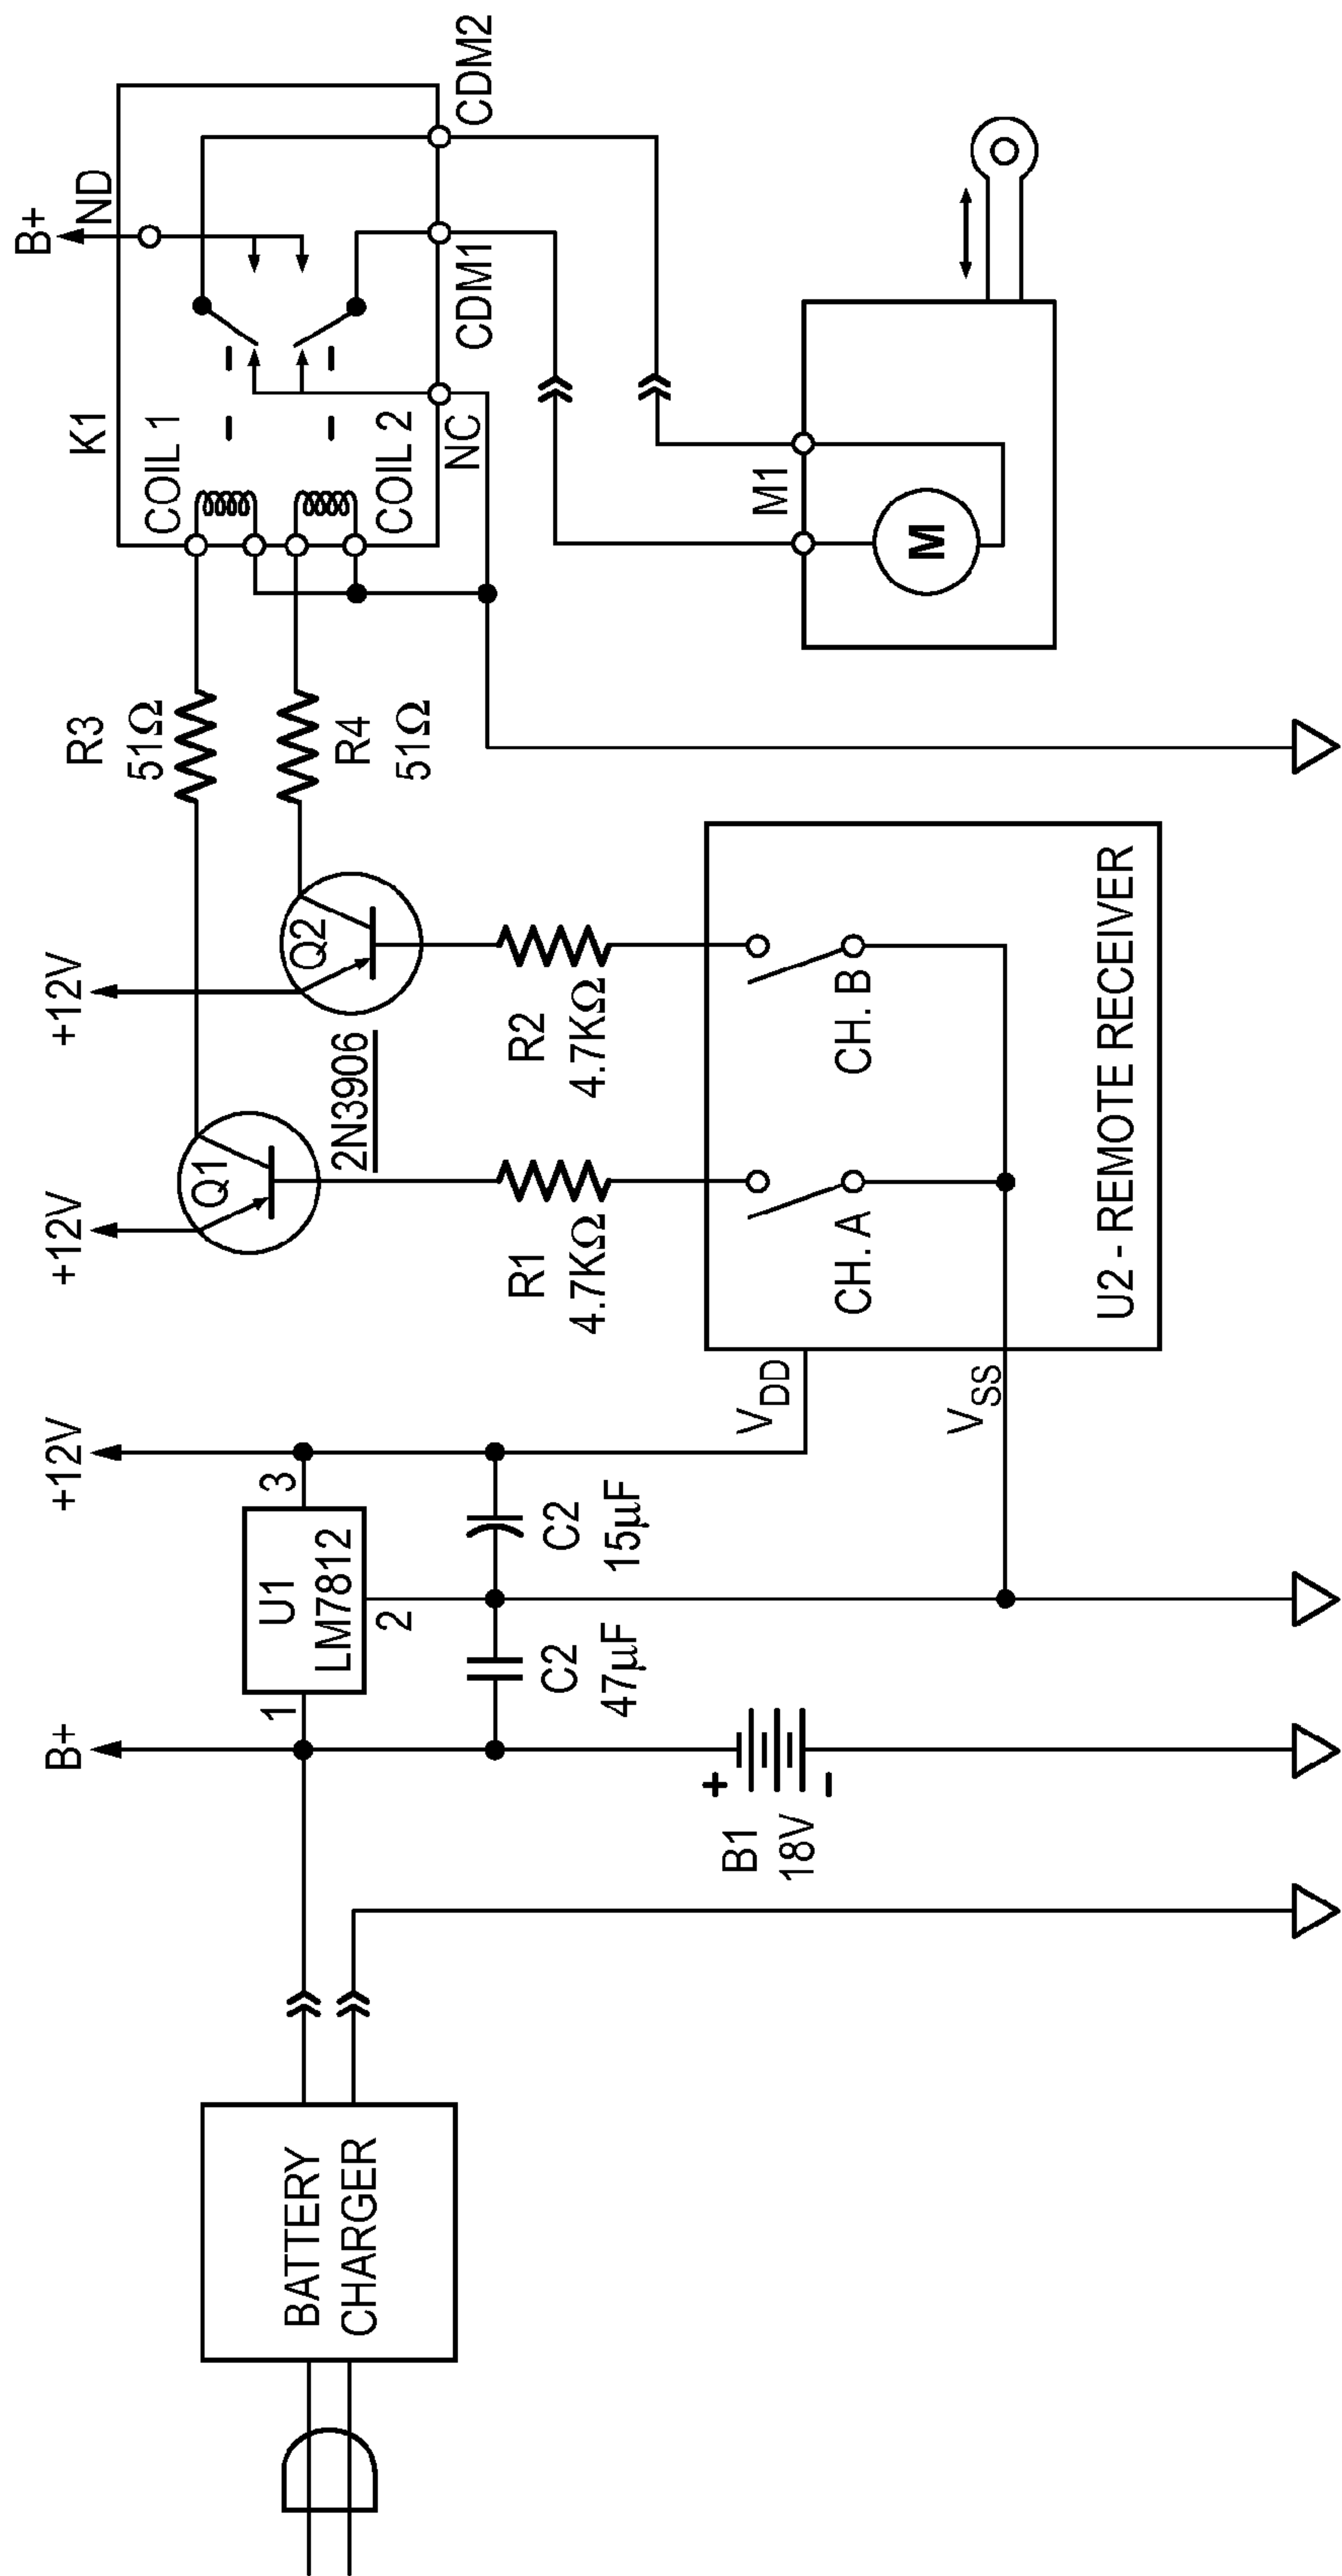 BATTERY
CHARGER
B+
+
B1
18V
-
1
U1
LM7812
2
3
C2
47µF
C2
15µF
+12V
VDD
VSS
+12V
Q1
2N3906
R1
4.7KΩ
CH. A
+12V
Q2
R2
4.7KΩ
CH. B
U2 - REMOTE RECEIVER
R3
51Ω
R4
51Ω
K1
COIL 1
COIL 2
NC
B+
ND
CDM1
CDM2
M1
M